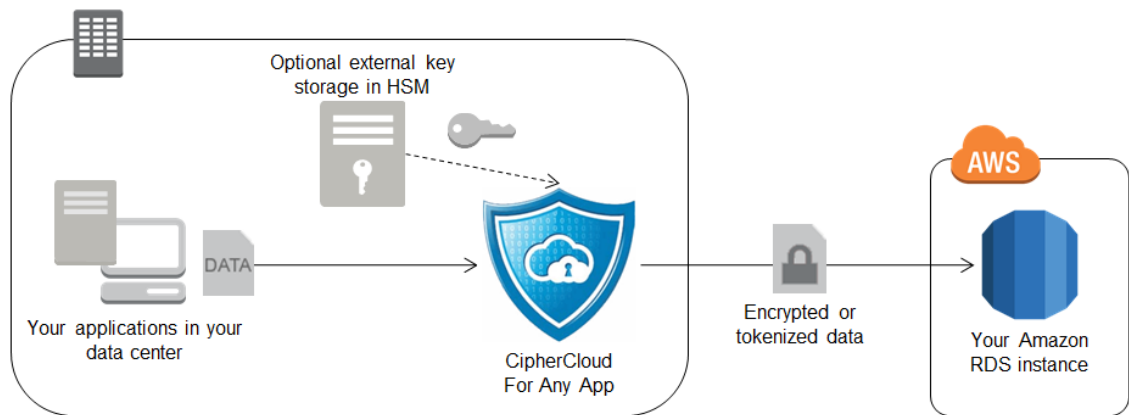 Optional external key
storage in HSM
AWS
DATA
Your applications in your
data center
CipherCloud
For Any App
Encrypted or
tokenized data
Your Amazon
RDS instance